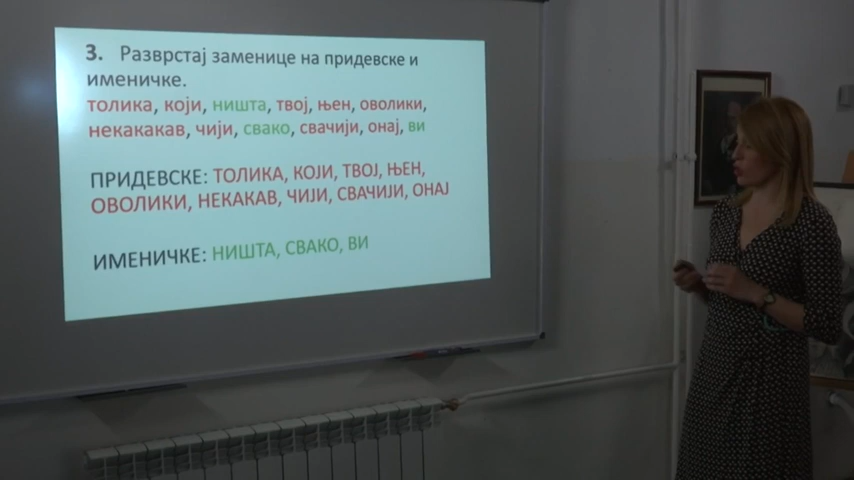 3. Разврстај заменице на придевске и
именичке.
толика, који, ништа, твој, њен, оволики,
некакакав, чији, свако, свачији, онај, ви
ПРИДЕВСКЕ: ТОЛИКА, КОЈИ, ТВОЈ, ЊЕН,
ОВОЛИКИ, НЕКАКАВ, ЧИЈИ, СВАЧИЈИ, ОНАЈ
ИМЕНИЧКЕ: НИШТА, СВАКО, ВИ